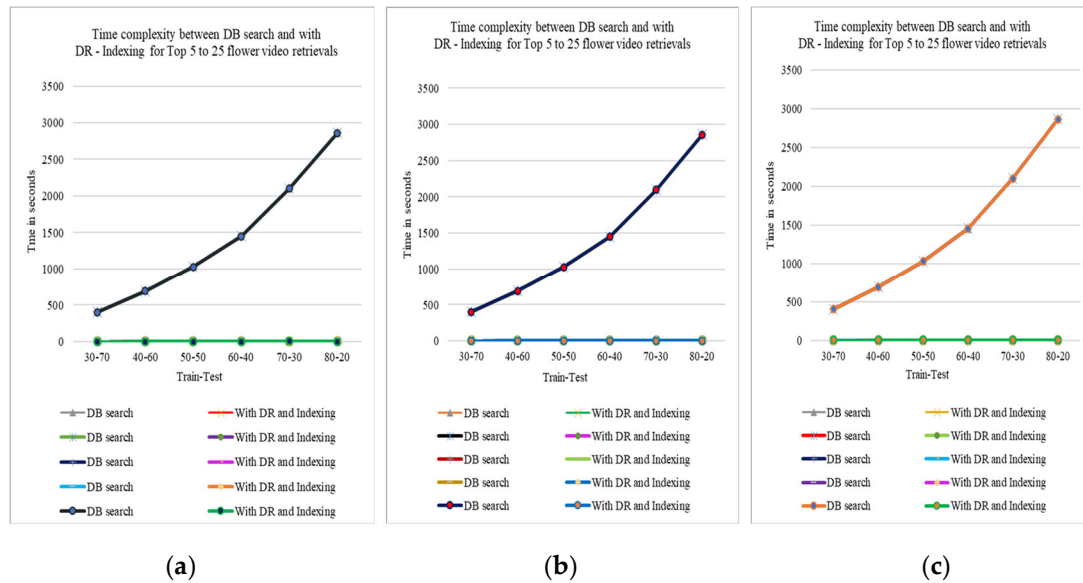 Time complexity between DB search and with
DR - Indexing for Top 5 to 25 flower video retrievals
3500
3000
2500
2000
1500
1000
500
0
Tme in seconds
30-70 40-60 50-50 60-40 70-30 80-20
Train-Test
DB search With DR and Indexing
DB search With DR and Indexing
DB search With DR and Indexing
DB search With DR and Indexing
DB search With DR and Indexing
(a)
Time complexity between DB search and with
DR - Indexing for Top 5 to 25 flower video retrievals
3500
3000
2500
2000
1500
1000
500
0
Time in seconds
30-70 40-60 50-50 60-40 70-30 80-20
Train-Test
DB search With DR and Indexing
DB search With DR and Indexing
DB search With DR and Indexing
DB search With DR and Indexing
DB search With DR and Indexing
(b)
Time complexity between DB search and with
DR - Indexing for Top 5 to 25 flower video retrievals
3500
3000
2500
2000
1500
1000
500
0
Time in seconds
30-70 40-60 50-50 60-40 70-30 80-20
Train-Test
DB search With DR and Indexing
DB search With DR and Indexing
DB search With DR and Indexing
DB search With DR and Indexing
DB search With DR and Indexing
(c)